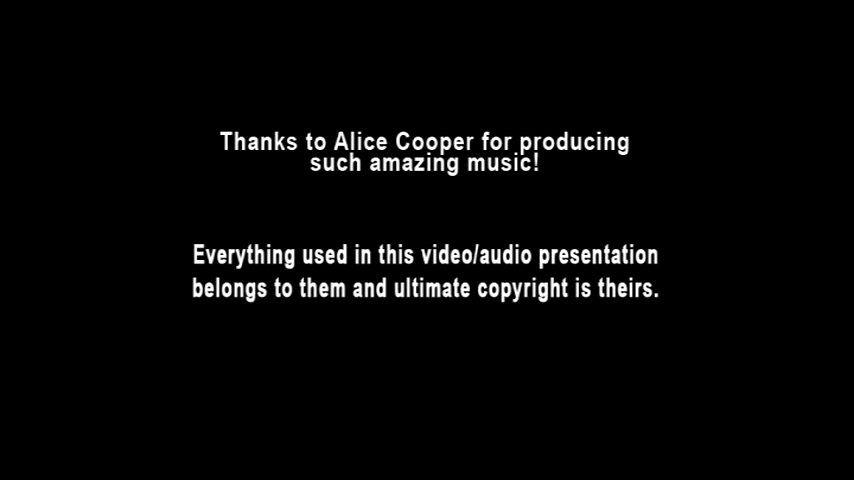 Thanks to Alice Cooper for producing
such amazing music!
Everything used in this video/audio presentation
belongs to them and ultimate copyright is theirs.